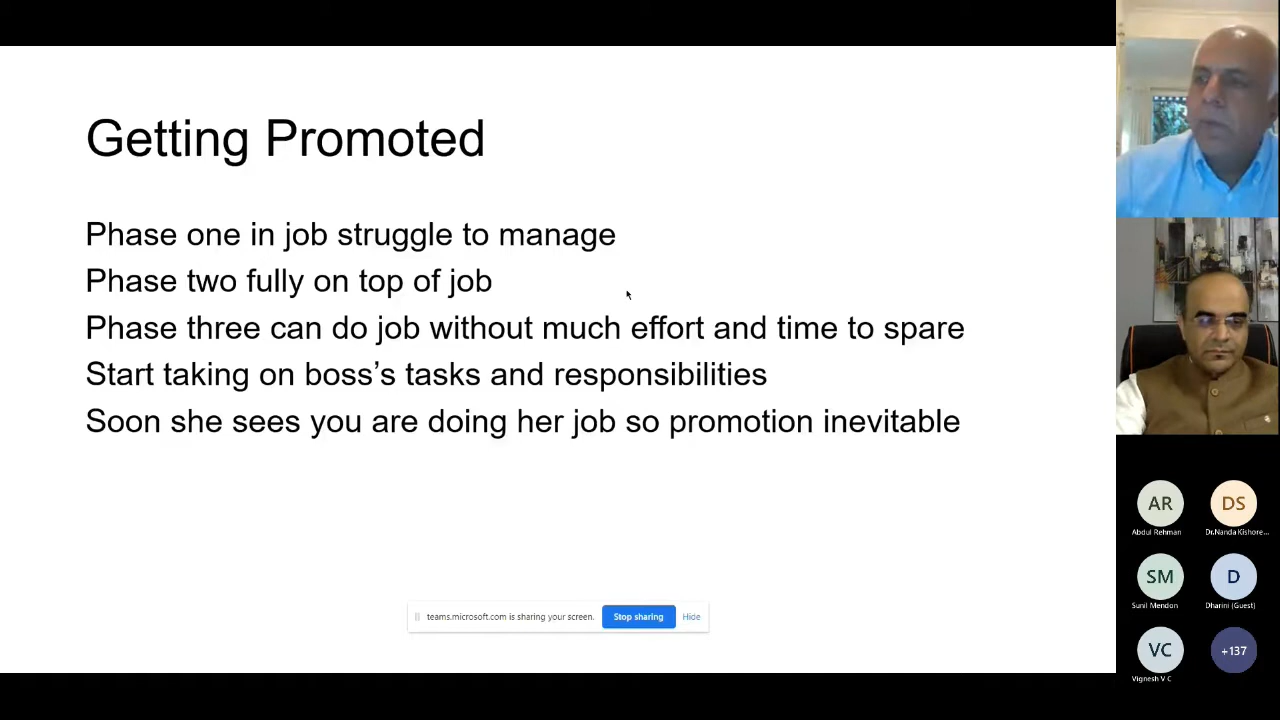 Getting Promoted
Phase one in job struggle to manage
Phase two fully on top of job
Phase three can do job without much effort and time to spare
Start taking on boss’s tasks and responsibilities
Soon she sees you are doing her job so promotion inevitable
teams.microsoft.com is sharing your screen. Stop sharing Hide
AR DS
Abdul Rehman Dr.Nanda Kishore...
SM D
Sunil Mendon Dharini (Guest)
VC +137
Vignesh V C